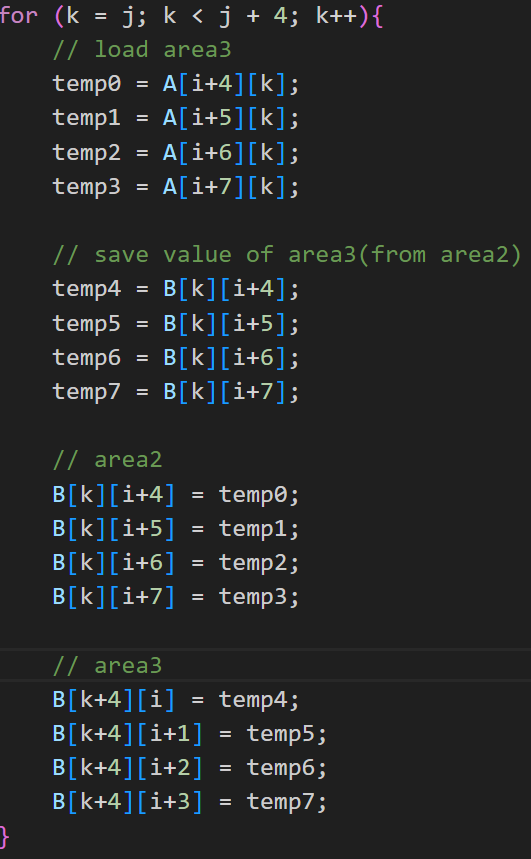 for (k = j; k < j + 4; k++){
    // load area3
    temp0 = A[i+4][k];
    temp1 = A[i+5][k];
    temp2 = A[i+6][k];
    temp3 = A[i+7][k];

    // save value of area3(from area2)
    temp4 = B[k][i+4];
    temp5 = B[k][i+5];
    temp6 = B[k][i+6];
    temp7 = B[k][i+7];

    // area2
    B[k][i+4] = temp0;
    B[k][i+5] = temp1;
    B[k][i+6] = temp2;
    B[k][i+7] = temp3;

    // area3
    B[k+4][i] = temp4;
    B[k+4][i+1] = temp5;
    B[k+4][i+2] = temp6;
    B[k+4][i+3] = temp7;
}